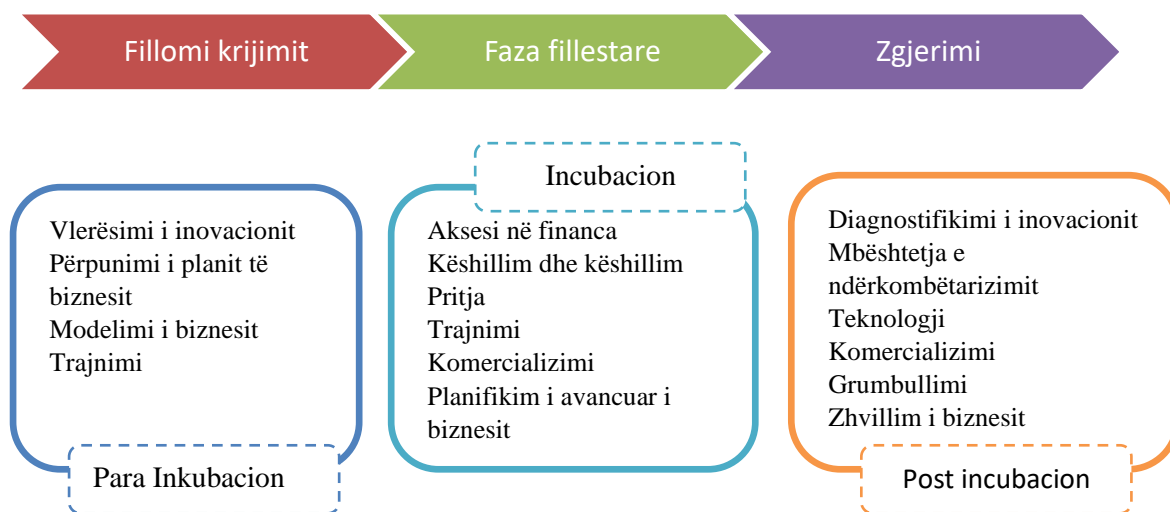 Fillomi krijimit
Faza fillestare
Zgjerimi
Vlerësimi i inovacionit
Përpunimi i planit të
biznesit
Modelimi i biznesit
Trajnimi
Para Inkubacion
Incubacion
Aksesi në financa
Këshillim dhe këshillim
Pritja
Trajnimi
Komercializimi
Planifikim i avancuar i
biznesit
Diagnostifikimi i inovacionit
Mbështetja e
ndërkombëtarizimit
Teknologji
Komercializimi
Grumbullimi
Zhvillim i biznesit
Post incubacion